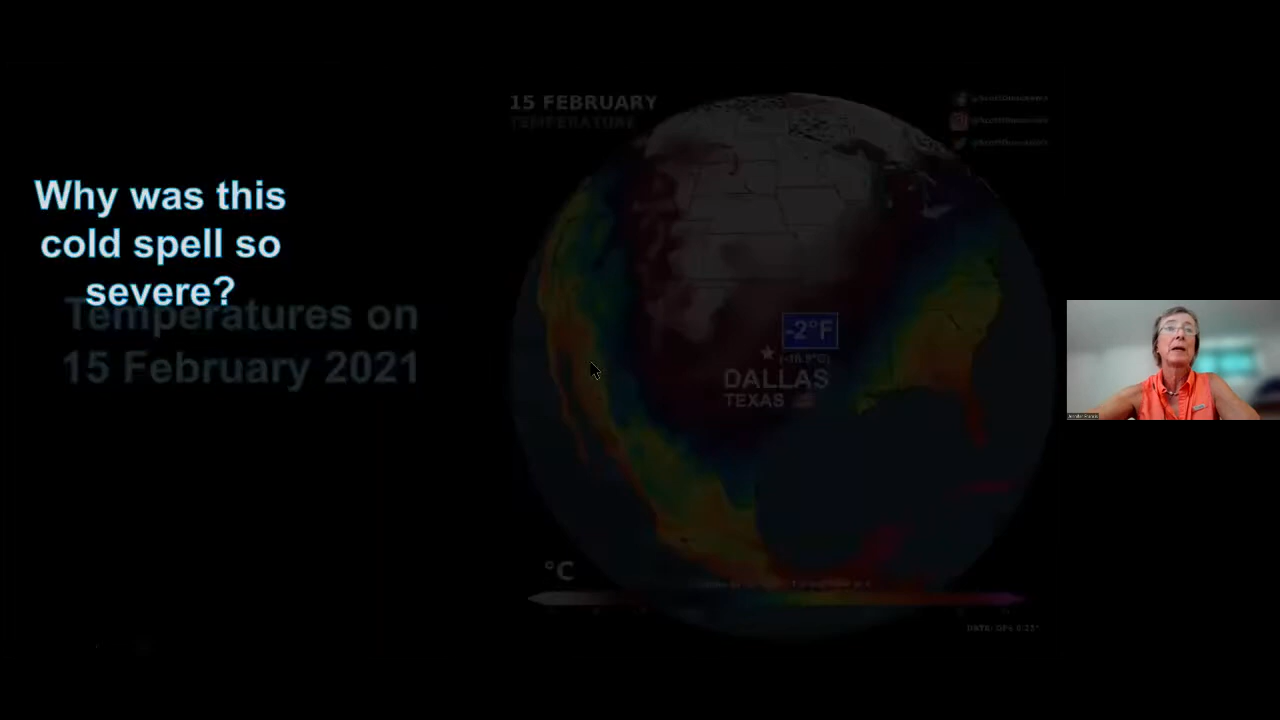 Why was this
cold spell so
severe?
Temperatures on
15 February 2021
15 FEBRUARY
TEMPERATURE
-2°F
DALLAS
TEXAS
°C